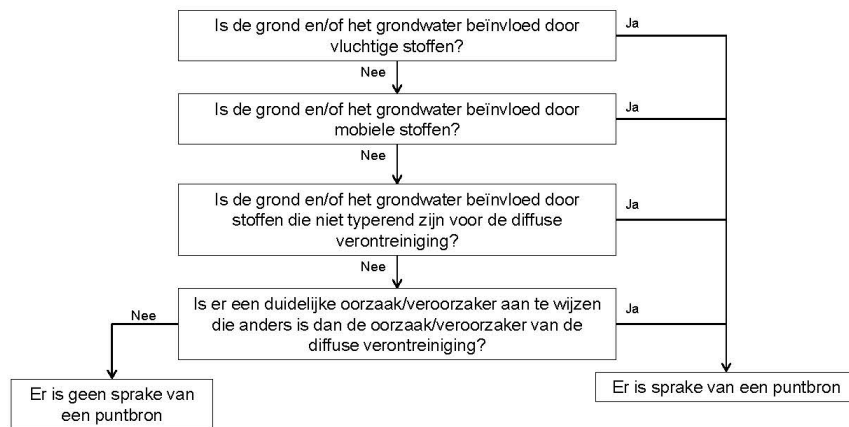 Is de grond en/of het grondwater beïnvloed door
vluchtige stoffen?
Ja
Nee
Is de grond en/of het grondwater beïnvloed door
mobiele stoffen?
Ja
Nee
Is de grond en/of het grondwater beïnvloed door
stoffen die niet typerend zijn voor de diffuse
verontreiniging?
Ja
Nee
Is er een duidelijke oorzaak/veroorzaker aan te wijzen
die anders is dan de oorzaak/veroorzaker van de
diffuse verontreiniging?
Ja
Nee
Er is geen sprake van
een puntbron
Er is sprake van een puntbron